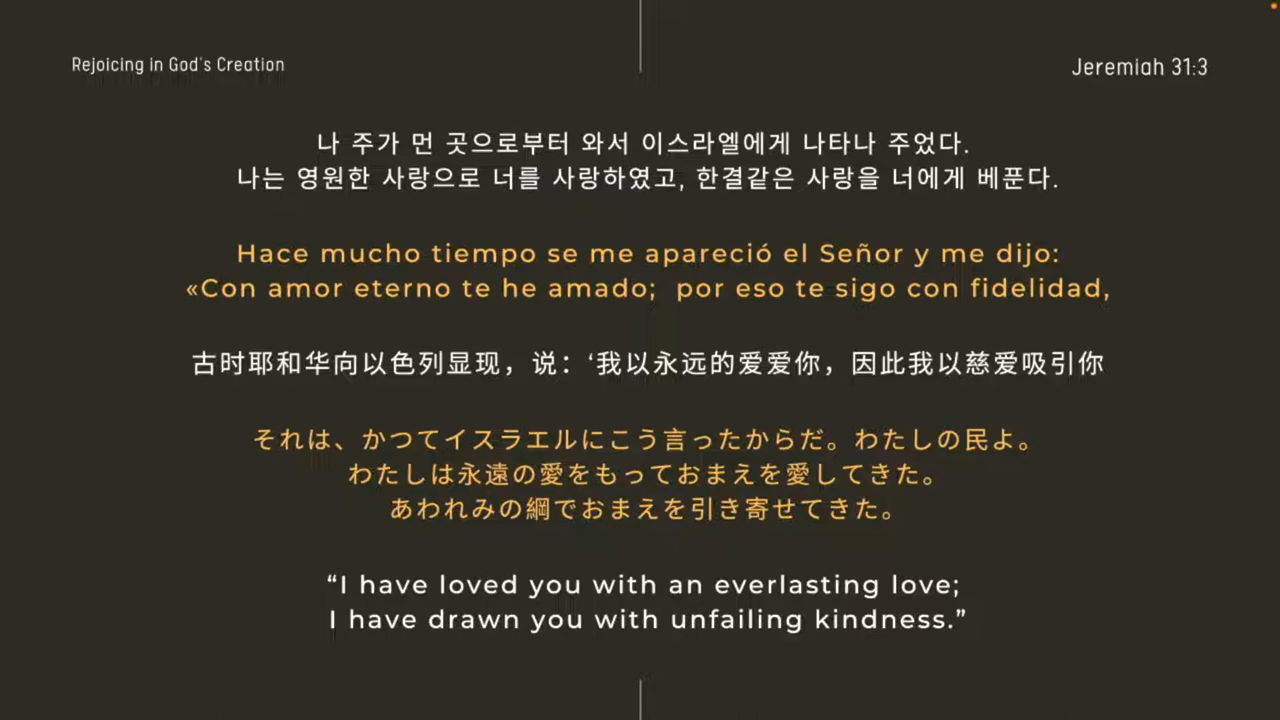 Rejoicing in God's Creation
Jeremiah 31:3
나 주가 먼 곳으로부터 와서 이스라엘에게 나타나 주었다.
나는 영원한 사랑으로 너를 사랑하였고, 한결같은 사랑을 너에게 베푼다.
Hace mucho tiempo se me apareció el Señor y me dijo:
«Con amor eterno te he amado;  por eso te sigo con fidelidad,
古时耶和华向以色列显现，说：‘我以永远的爱爱你，因此我以慈爱吸引你
それは、かつてイスラエルにこう言ったからだ。わたしの民よ。
わたしは永遠の愛をもっておまえを愛してきた。
あわれみの綱でおまえを引き寄せてきた。
“I have loved you with an everlasting love;
I have drawn you with unfailing kindness.”